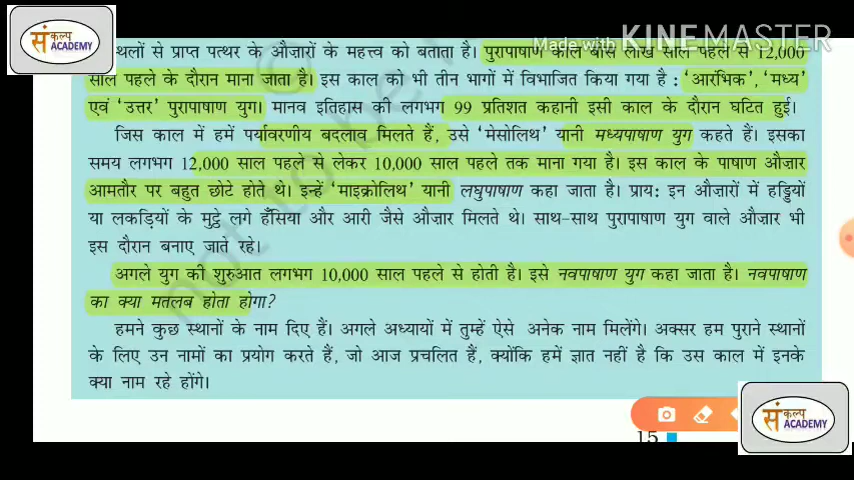 संकल्प
ACADEMY
Made with KINEMASTER
थलों से प्राप्त पत्थर के औज़ारों के महत्त्व को बताता है। पुरापाषाण काल बीस लाख साल पहले से 12,000
साल पहले के दौरान माना जाता है। इस काल को भी तीन भागों में विभाजित किया गया है : 'आरंभिक', 'मध्य'
एवं 'उत्तर' पुरापाषाण युग। मानव इतिहास की लगभग 99 प्रतिशत कहानी इसी काल के दौरान घटित हुई।
जिस काल में हमें पर्यावरणीय बदलाव मिलते हैं, उसे 'मेसोलिथ' यानी मध्यपाषाण युग कहते हैं। इसका
समय लगभग 12,000 साल पहले से लेकर 10,000 साल पहले तक माना गया है। इस काल के पाषाण औज़ार
आमतौर पर बहुत छोटे होते थे। इन्हें 'माइक्रोलिथ' यानी लघुपाषाण कहा जाता है। प्राय: इन औज़ारों में हड्डियों
या लकड़ियों के मुट्ठे लगे हँसिया और आरी जैसे औज़ार मिलते थे। साथ-साथ पुरापाषाण युग वाले औज़ार भी
इस दौरान बनाए जाते रहे।
अगले युग की शुरुआत लगभग 10,000 साल पहले से होती है। इसे नवपाषाण युग कहा जाता है। नवपाषाण
का क्या मतलब होता होगा?
हमने कुछ स्थानों के नाम दिए हैं। अगले अध्यायों में तुम्हें ऐसे अनेक नाम मिलेंगे। अक्सर हम पुराने स्थानों
के लिए उन नामों का प्रयोग करते हैं, जो आज प्रचलित हैं, क्योंकि हमें ज्ञात नहीं है कि उस काल में इनके
क्या नाम रहे होंगे।
15
संकल्प
ACADEMY